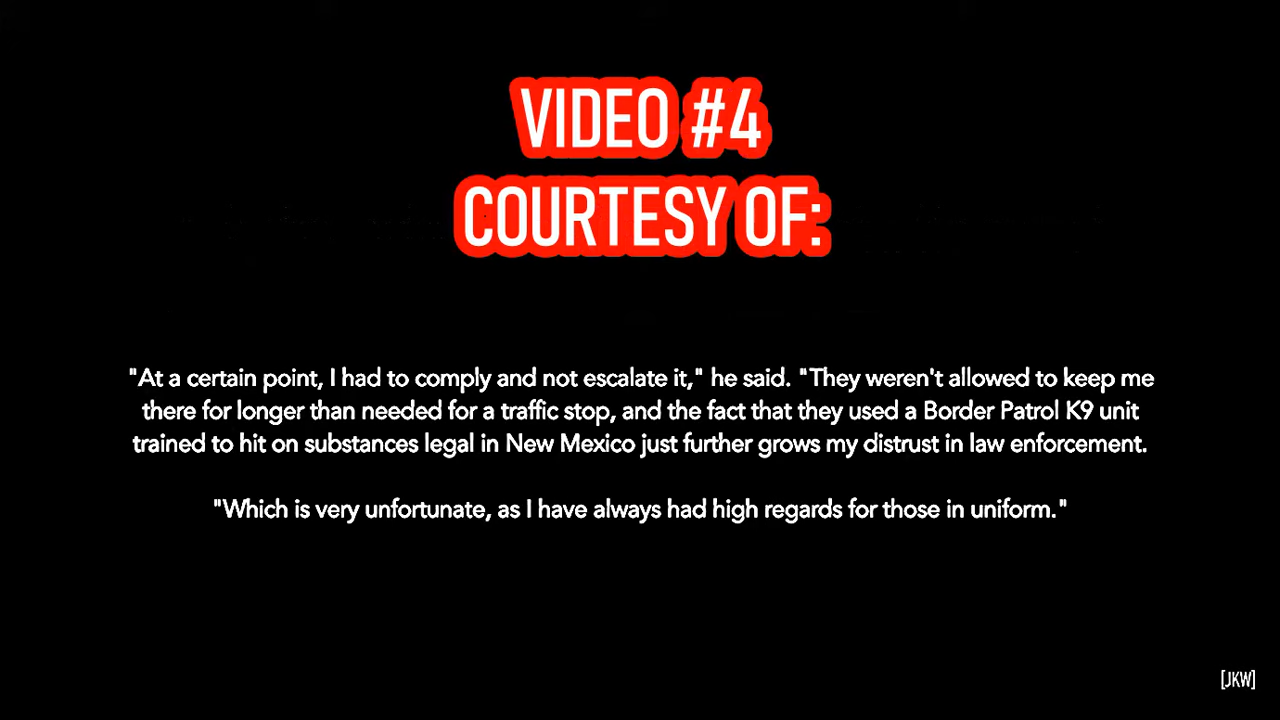 VIDEO #4
COURTESY OF:
"At a certain point, I had to comply and not escalate it," he said. "They weren't allowed to keep me
there for longer than needed for a traffic stop, and the fact that they used a Border Patrol K9 unit
trained to hit on substances legal in New Mexico just further grows my distrust in law enforcement.
"Which is very unfortunate, as I have always had high regards for those in uniform."
[JKW]